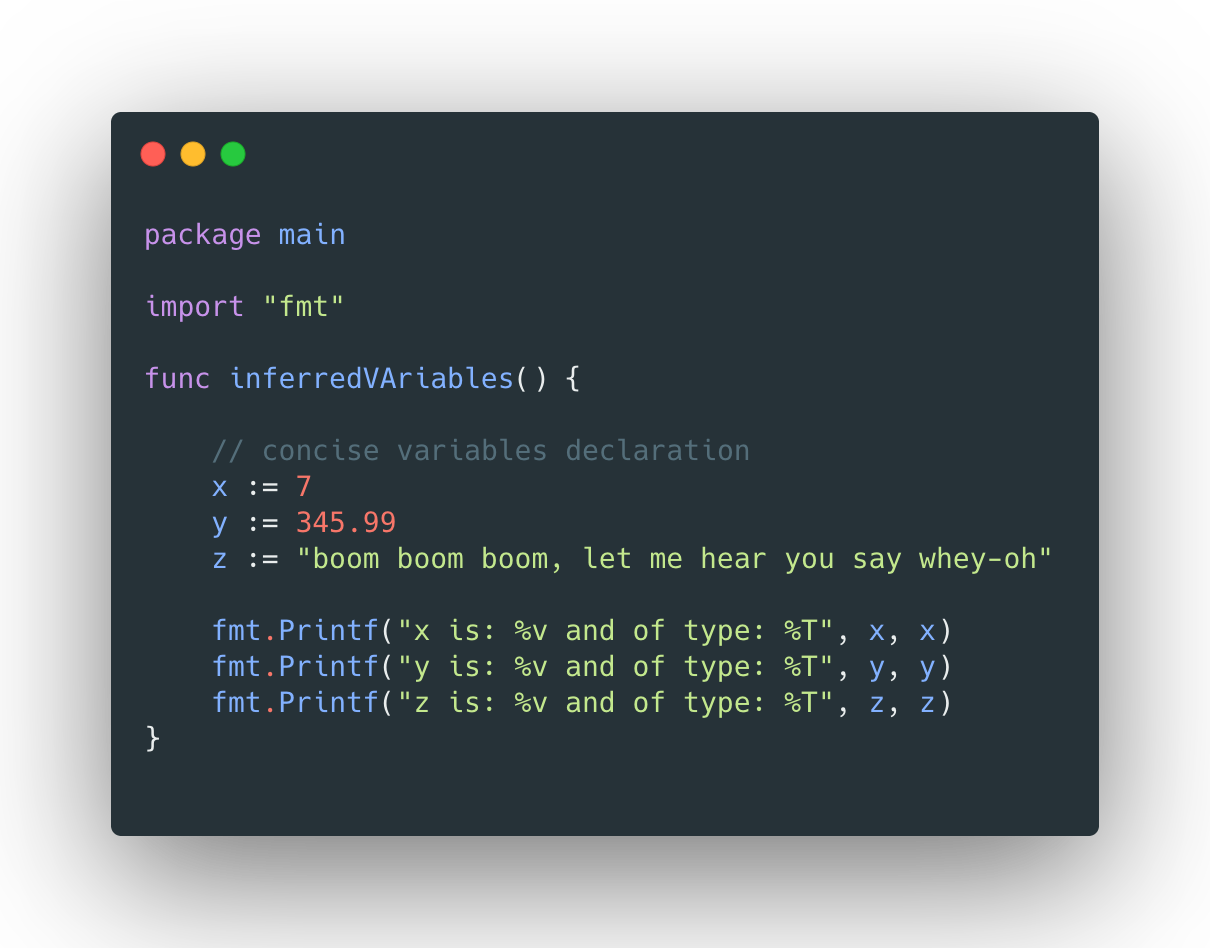 package main
import "fmt"
func inferredVAriables() {
// concise variables declaration
x := 7
y := 345.99
z := "boom boom boom, let me hear you say whey-oh"
fmt.Printf("x is: %v and of type: %T", x, x)
fmt.Printf("y is: %v and of type: %T", y, y)
fmt.Printf("z is: %v and of type: %T", z, z)
}